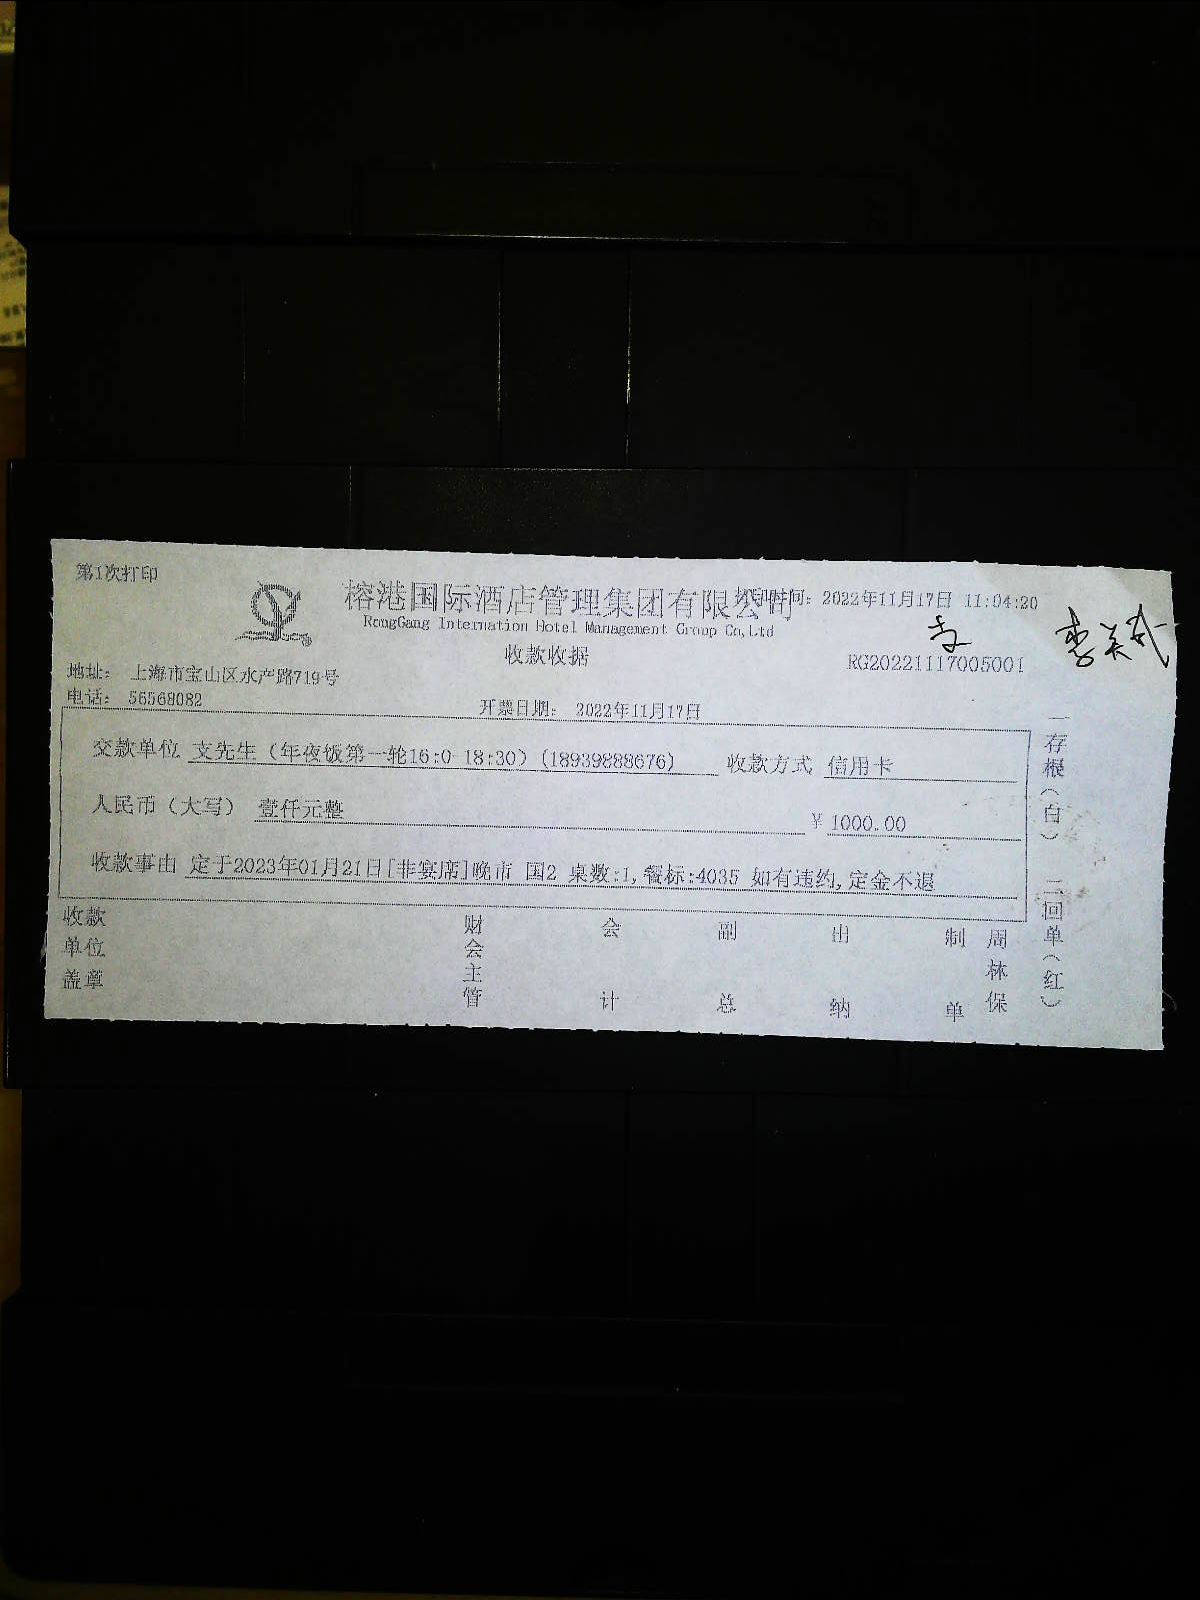 第1次打印
榕港国际酒店管理集团有限公司
打印时间：2022年11月17日 11:04:20
RongGang Internation Hotel Management Group Co,Ltd
支
收款收据
RG20221117005001
地址： 上海市宝山区水产路719号
电话： 56568082
开票日期： 2022年11月17日
交款单位 支先生（年夜饭第一轮16:0-18:30）(18939888676) 收款方式 信用卡
人民币（大写） 壹仟元整 ￥1000.00
收款事由 定于2023年01月21日[非宴席]晚市 国2 桌数:1,餐标:4035 如有违约,定金不退
收款单位盖章 财会主管 会计 副总 出纳 制单 周林保
一存根（白） 二回单（红）